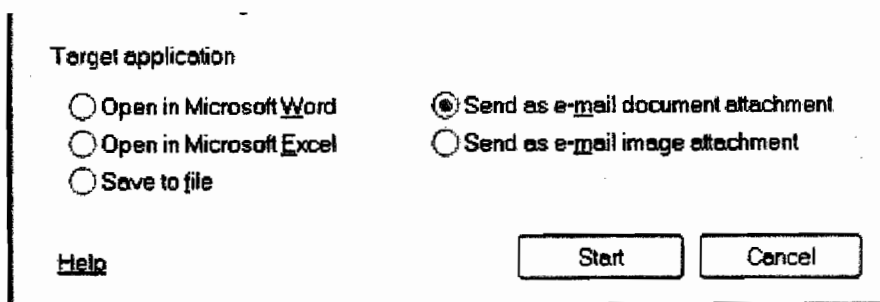 Target application
Open in Microsoft Word
Send as e-mail document attachment
Open in Microsoft Excel
Send as e-mail image attachment
Save to file
Help
Start
Cancel